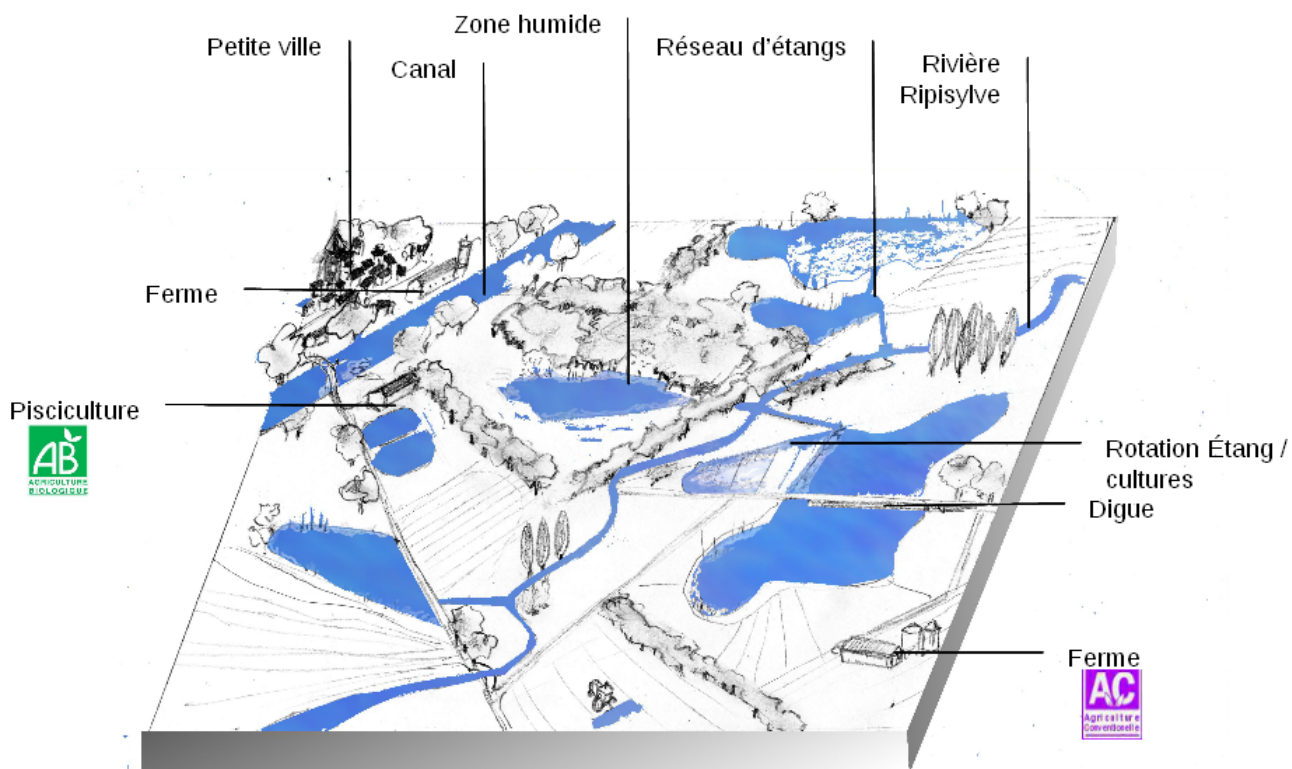 Zone humide
Petite ville
Réseau d'étangs
Canal
Rivière
Ripisylve
Ferme
Pisciculture
AB
AGRICULTURE
BIOLOGIQUE
Rotation Étang /
cultures
Digue
Ferme
AC
Agriculture
Conventionelle